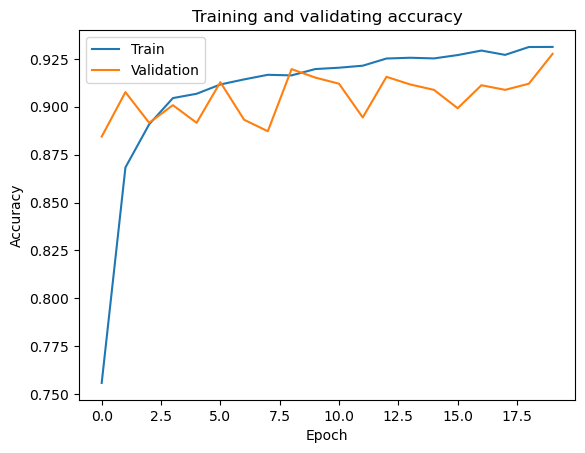 Training and validating accuracy
Train
Validation
Accuracy
0.925
0.900
0.875
0.850
0.825
0.800
0.775
0.750
0.0 2.5 5.0 7.5 10.0 12.5 15.0 17.5
Epoch